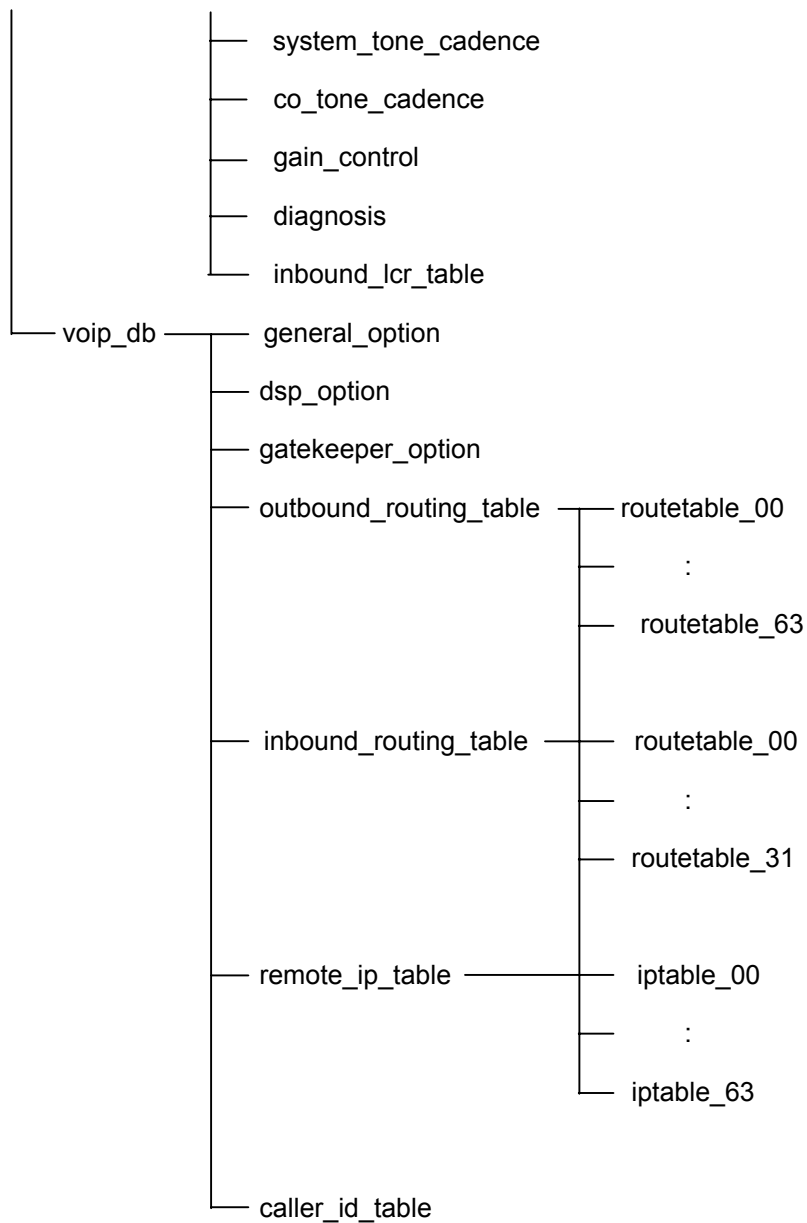 system_tone_cadence
co_tone_cadence
gain_control
diagnosis
inbound_lcr_table
voip_db general_option
dsp_option
gatekeeper_option
outbound_routing_table routetable_00
:
routetable_63
inbound_routing_table routetable_00
:
routetable_31
remote_ip_table iptable_00
:
iptable_63
caller_id_table